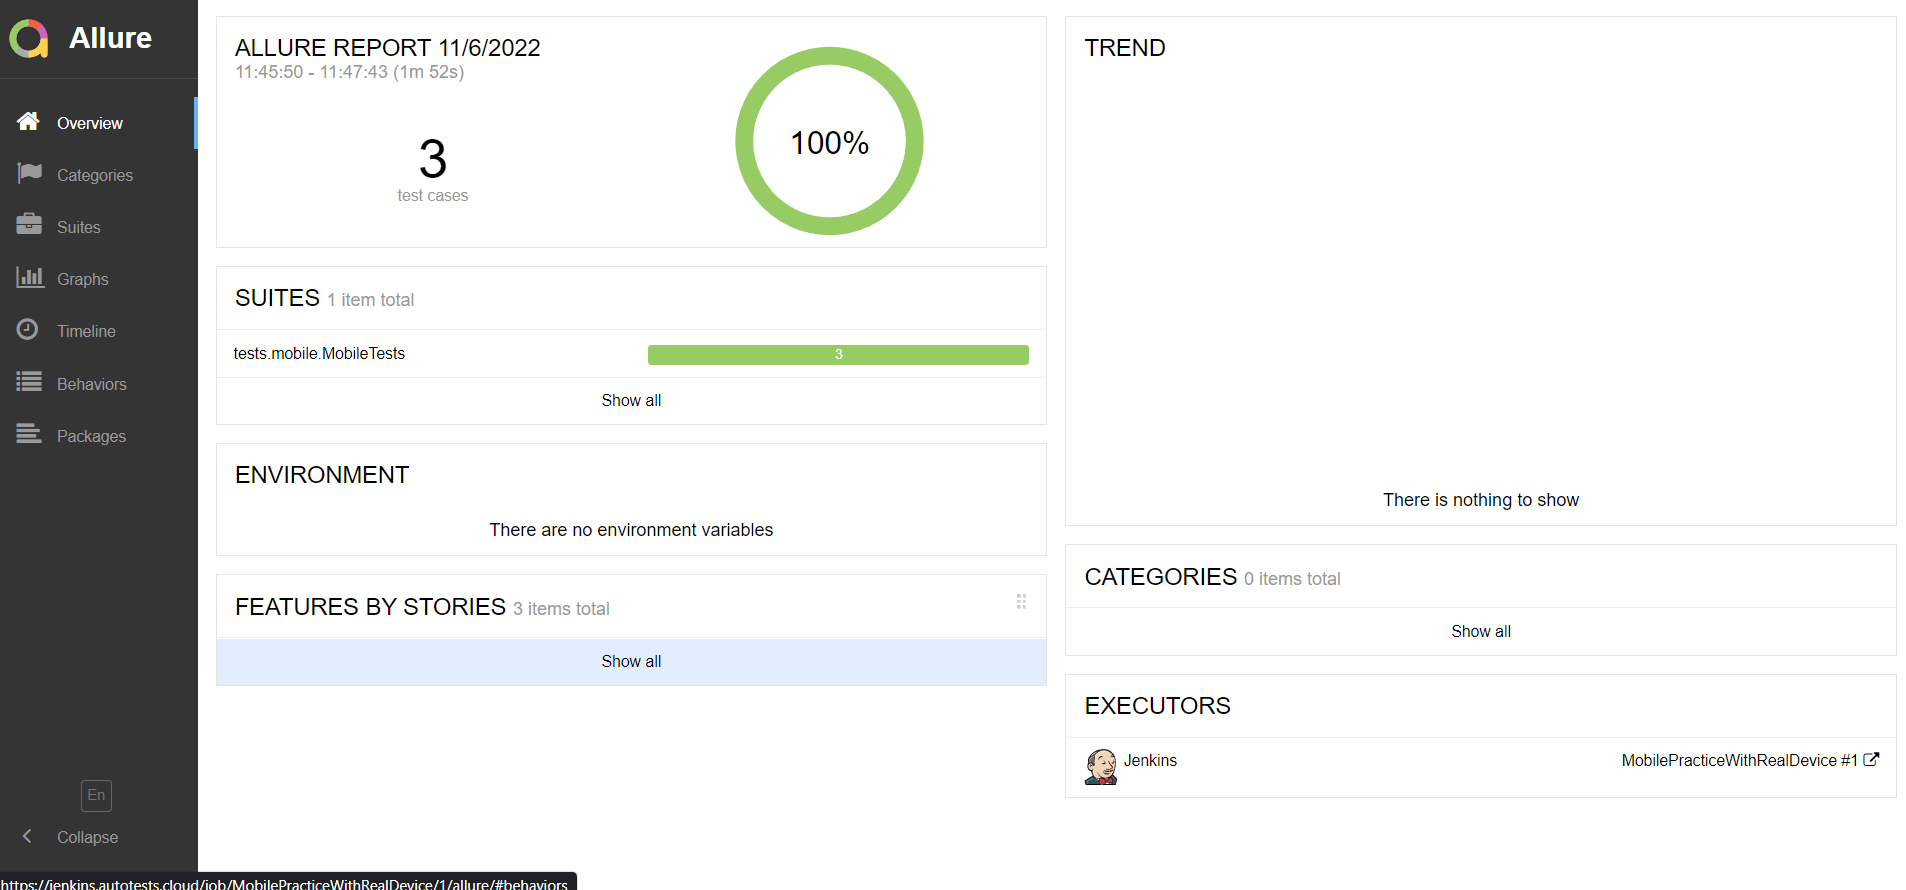 Allure
Overview
Categories
Suites
Graphs
Timeline
Behaviors
Packages
En
Collapse
ALLURE REPORT 11/6/2022
11:45:50 - 11:47:43 (1m 52s)
3
test cases
100%
SUITES 1 item total
tests.mobile.MobileTests 3
Show all
ENVIRONMENT
There are no environment variables
FEATURES BY STORIES 3 items total
Show all
TREND
There is nothing to show
CATEGORIES 0 items total
Show all
EXECUTORS
Jenkins MobilePracticeWithRealDevice #1
https://jenkins.autotests.cloud/job/MobilePracticeWithRealDevice/1/allure/#behaviors